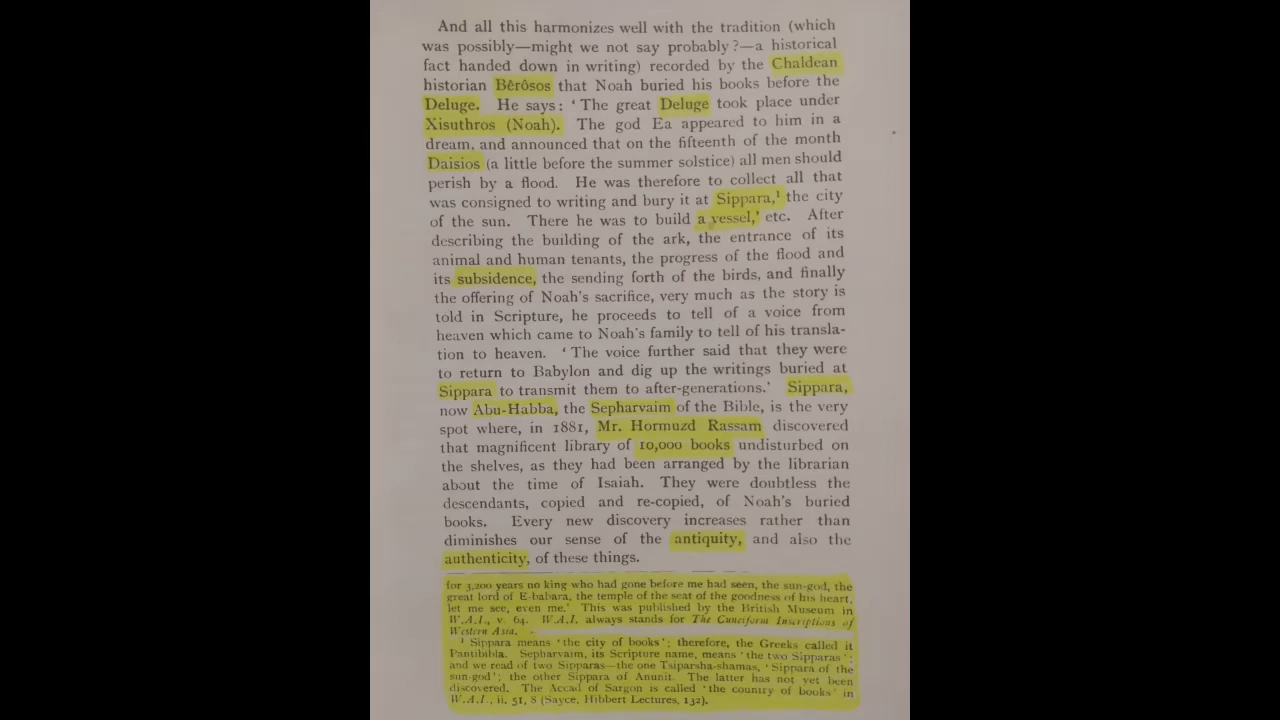 And all this harmonizes well with the tradition (which
was possibly—might we not say probably?—a historical
fact handed down in writing) recorded by the Chaldean
historian Bêrôsos that Noah buried his books before the
Deluge. He says: ‘The great Deluge took place under
Xisuthros (Noah). The god Ea appeared to him in a
dream, and announced that on the fifteenth of the month
Daisios (a little before the summer solstice) all men should
perish by a flood. He was therefore to collect all that
was consigned to writing and bury it at Sippara,¹ the city
of the sun. There he was to build a vessel,’ etc. After
describing the building of the ark, the entrance of its
animal and human tenants, the progress of the flood and
its subsidence, the sending forth of the birds, and finally
the offering of Noah’s sacrifice, very much as the story is
told in Scripture, he proceeds to tell of a voice from
heaven which came to Noah’s family to tell of his transla-
tion to heaven. ‘The voice further said that they were
to return to Babylon and dig up the writings buried at
Sippara to transmit them to after-generations.’ Sippara,
now Abu-Habba, the Sepharvaim of the Bible, is the very
spot where, in 1881, Mr. Hormuzd Rassam discovered
that magnificent library of 10,000 books undisturbed on
the shelves, as they had been arranged by the librarian
about the time of Isaiah. They were doubtless the
descendants, copied and re-copied, of Noah’s buried
books. Every new discovery increases rather than
diminishes our sense of the antiquity, and also the
authenticity, of these things.
for 3,200 years no king who had gone before me had seen, the sun-god, the
great lord of E-babara, the temple of the seat of the goodness of his heart,
let me see, even me.’ This was published by the British Museum in
W.A.I., v. 64. W.A.I. always stands for The Cuneiform Inscriptions of
Western Asia.
¹ Sippara means ‘the city of books’; therefore, the Greeks called it
Pantibibla. Sepharvaim, its Scripture name, means ‘the two Sipparas’;
and we read of two Sipparas—the one Tsiparsha-shamas, ‘Sippara of the
sun-god’; the other Sippara of Anunit. The latter has not yet been
discovered. The Accad of Sargon is called ‘the country of books’ in
W.A.I., ii. 51, 8 (Sayce, Hibbert Lectures, 132).